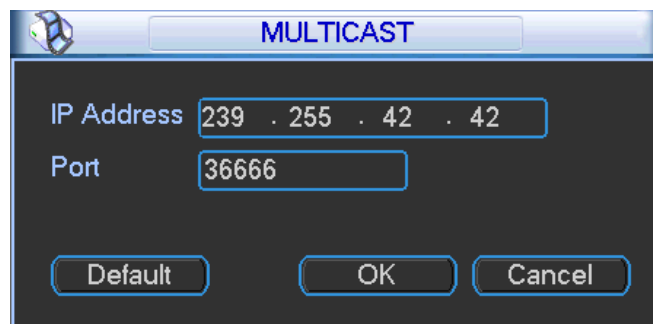 MULTICAST
IP Address 239 . 255 . 42 . 42
Port 36666
Default OK Cancel